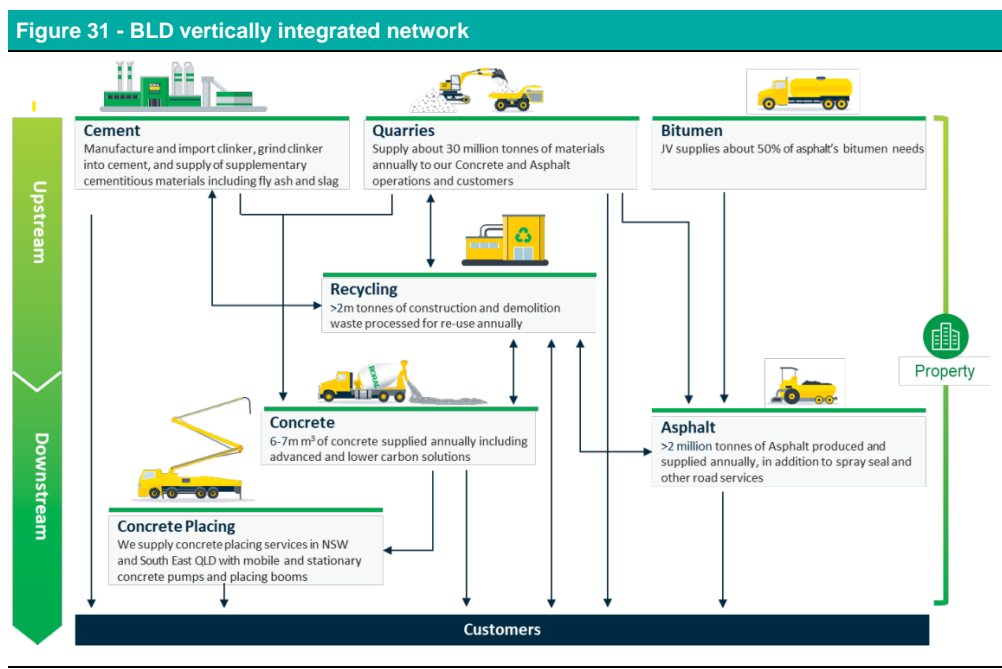 Figure 31 - BLD vertically integrated network
Upstream
Downstream
Cement
Manufacture and import clinker, grind clinker
into cement, and supply of supplementary
cementitious materials including fly ash and slag
Quarries
Supply about 30 million tonnes of materials
annually to our Concrete and Asphalt
operations and customers
Bitumen
JV supplies about 50% of asphalt's bitumen needs
Recycling
>2m tonnes of construction and demolition
waste processed for re-use annually
Property
BORAL
Concrete
6-7m m³ of concrete supplied annually including
advanced and lower carbon solutions
Asphalt
>2 million tonnes of Asphalt produced and
supplied annually, in addition to spray seal and
other road services
Concrete Placing
We supply concrete placing services in NSW
and South East QLD with mobile and stationary
concrete pumps and placing booms
Customers